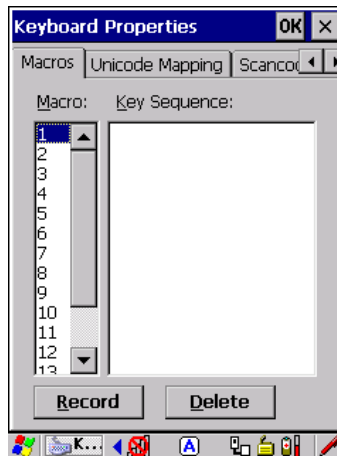 Keyboard Properties OK ×
Macros Unicode Mapping Scancod
Macro: Key Sequence:
1
2
3
4
5
6
7
8
9
10
11
12
13
Record Delete
K... A